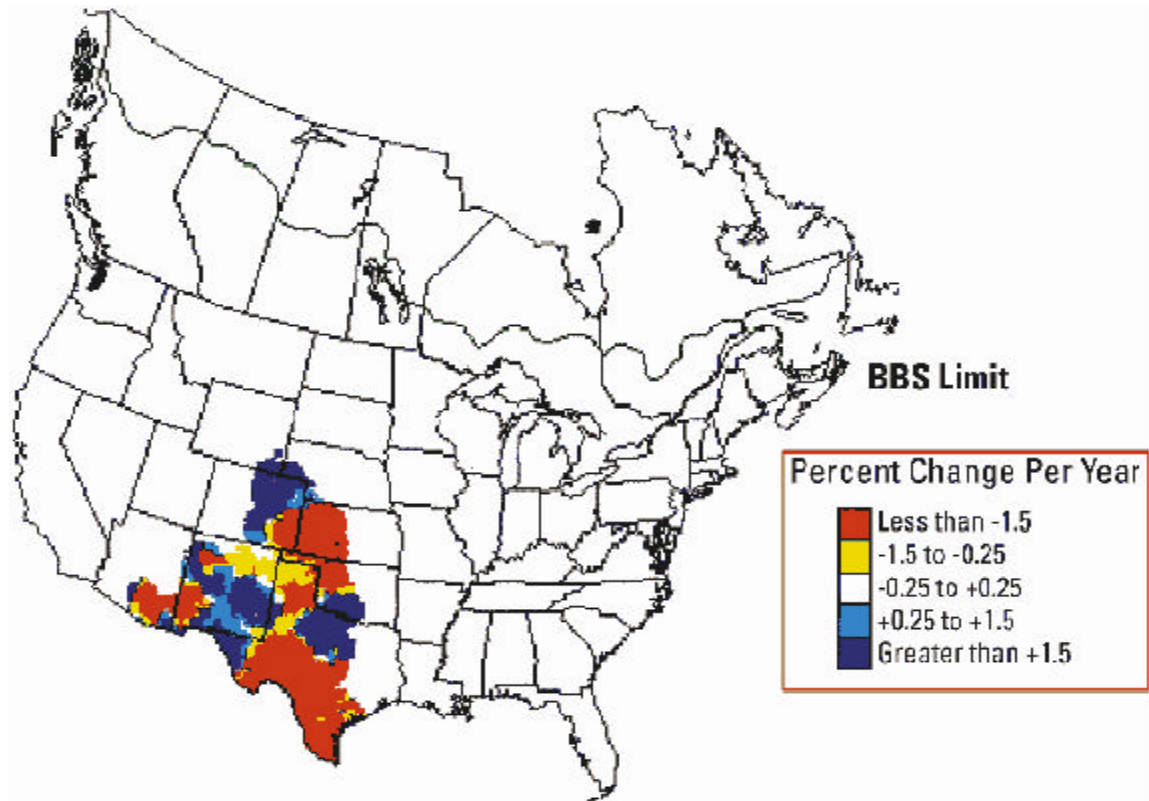 BBS Limit
Percent Change Per Year
Less than -1.5
-1.5 to -0.25
-0.25 to +0.25
+0.25 to +1.5
Greater than +1.5